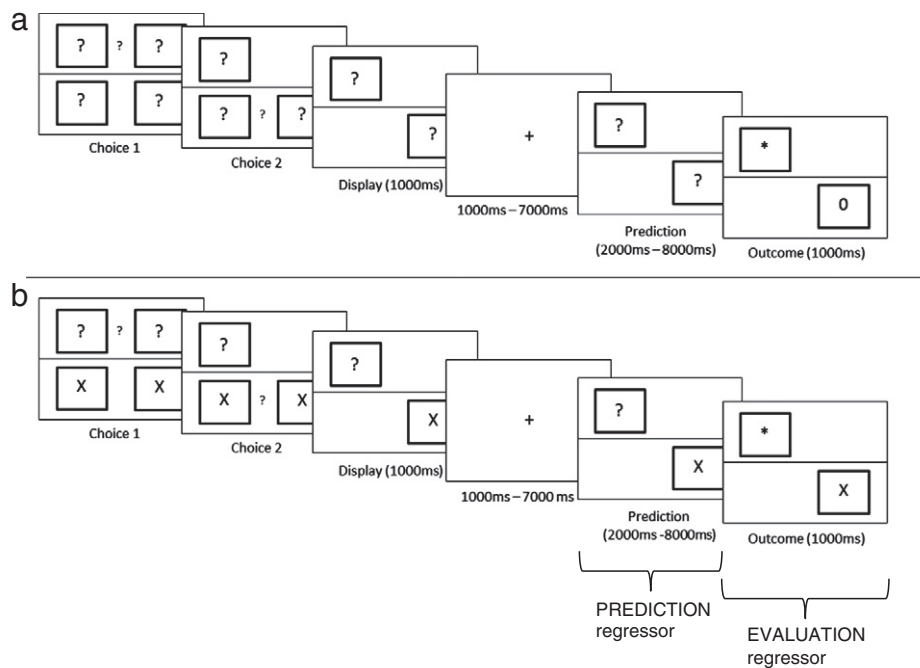 a
? ? ?
? ?
Choice 1
?
? ? ?
Choice 2
?
?
Display (1000ms)
+
1000ms–7000ms
?
?
Prediction
(2000ms–8000ms)
*
0
Outcome (1000ms)
b
? ? ?
X X
Choice 1
?
X ? X
Choice 2
?
X
Display (1000ms)
+
1000ms–7000 ms
?
X
Prediction
(2000ms -8000ms)
*
X
Outcome (1000ms)
PREDICTION
regressor
EVALUATION
regressor